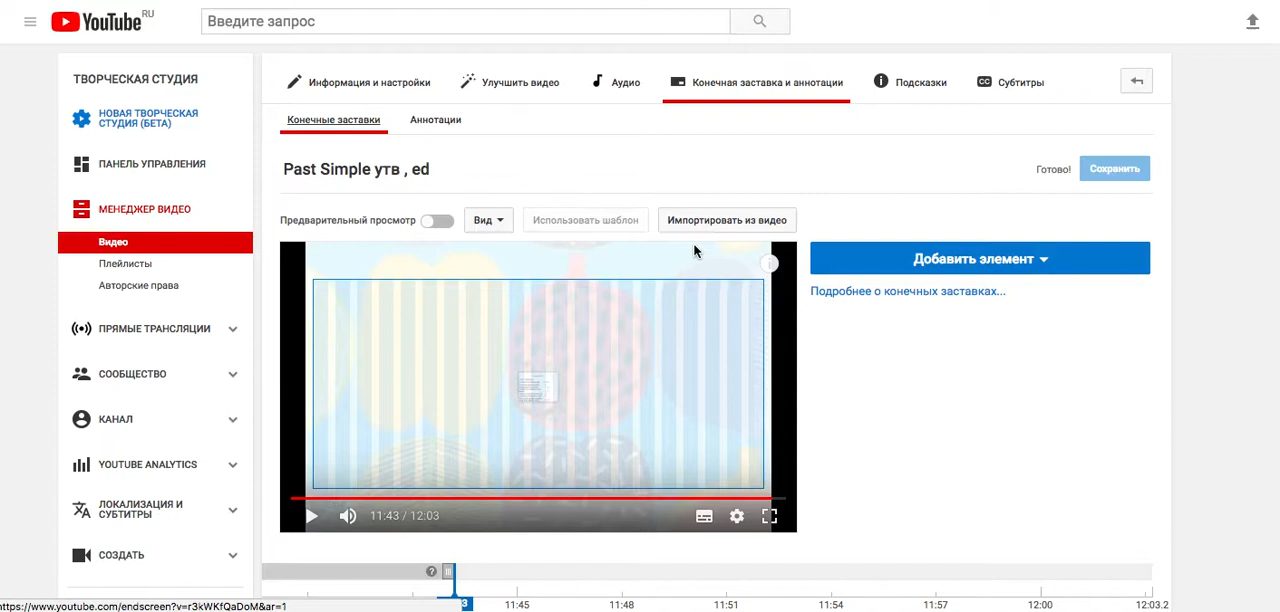 YouTube RU
Введите запрос
ТВОРЧЕСКАЯ СТУДИЯ
НОВАЯ ТВОРЧЕСКАЯ
СТУДИЯ (БЕТА)
ПАНЕЛЬ УПРАВЛЕНИЯ
МЕНЕДЖЕР ВИДЕО
Видео
Плейлисты
Авторские права
ПРЯМЫЕ ТРАНСЛЯЦИИ
СООБЩЕСТВО
КАНАЛ
YOUTUBE ANALYTICS
ЛОКАЛИЗАЦИЯ И
СУБТИТРЫ
СОЗДАТЬ
Информация и настройки
Улучшить видео
Аудио
Конечная заставка и аннотации
Подсказки
CC Субтитры
Конечные заставки
Аннотации
Past Simple утв , ed
Готово!
Сохранить
Предварительный просмотр
Вид
Использовать шаблон
Импортировать из видео
Добавить элемент
Подробнее о конечных заставках...
11:43 / 12:03
11:45
11:48
11:51
11:54
11:57
12:00
12:03.2
https://www.youtube.com/endscreen?v=r3kWKfQaDoM&ar=1